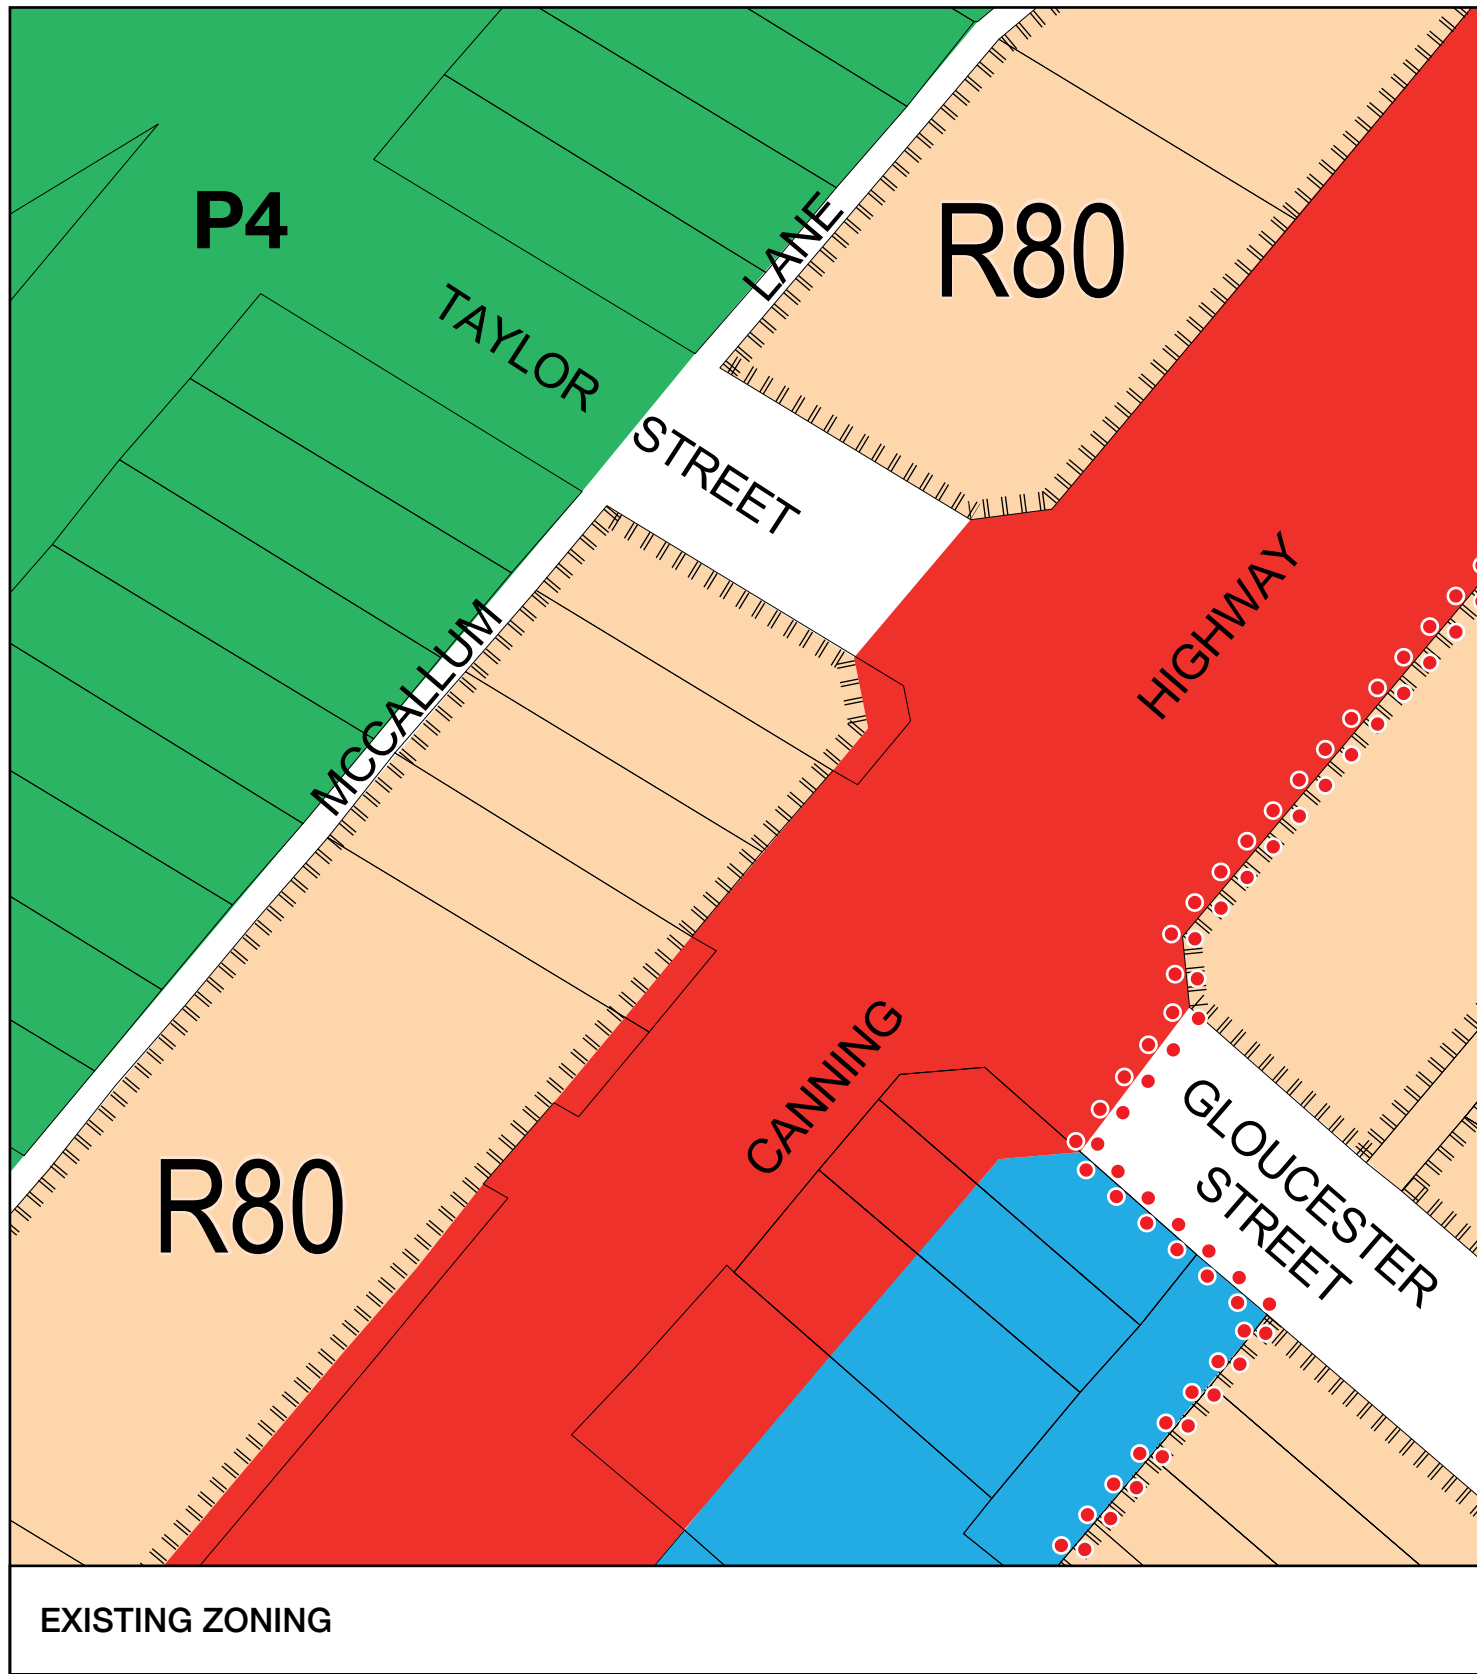 P4
TAYLOR
STREET
LANE
R80
HIGHWAY
MCCALLUM
CANNING
GLOUCESTER
STREET
R80
EXISTING ZONING